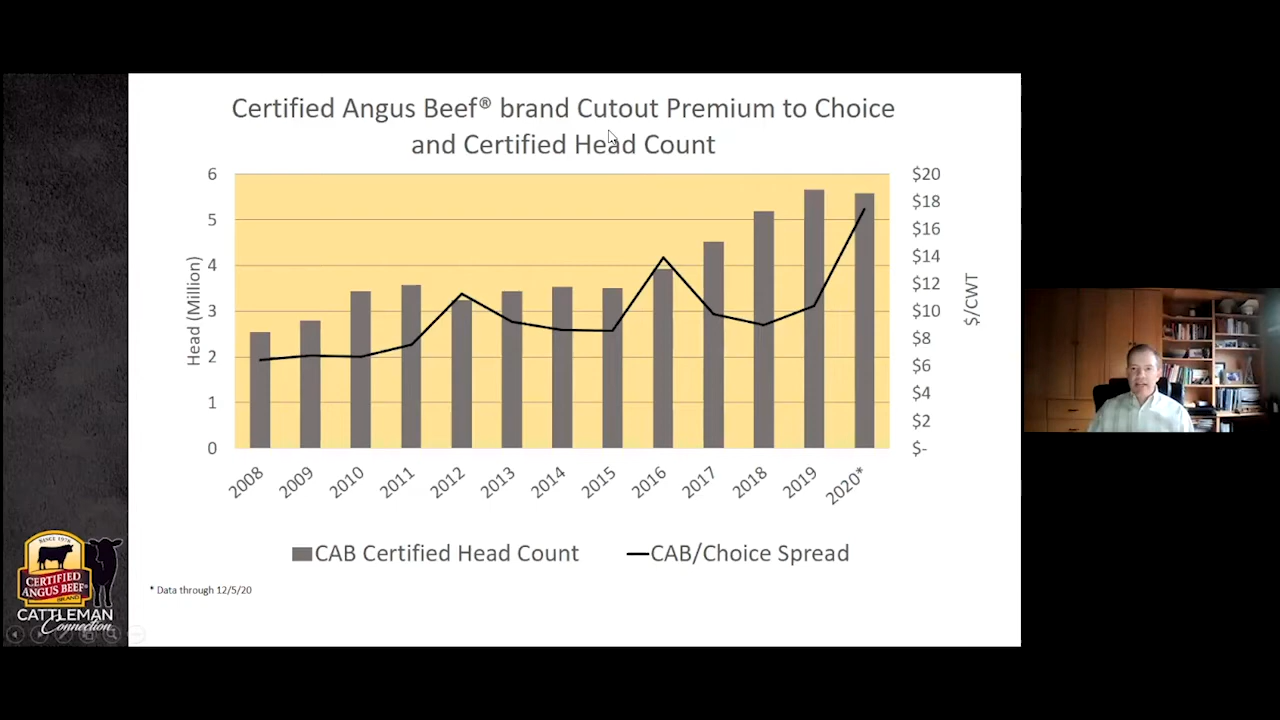 Certified Angus Beef® brand Cutout Premium to Choice
and Certified Head Count
6
5
4
3
2
1
0
Head (Million)
$20
$18
$16
$14
$12
$10
$8
$6
$4
$2
$-
$/CWT
2008
2009
2010
2011
2012
2013
2014
2015
2016
2017
2018
2019
2020*
CAB Certified Head Count
CAB/Choice Spread
* Data through 12/5/20
SINCE 1978
CERTIFIED
ANGUS BEEF®
BRAND
CATTLEMAN
Connection